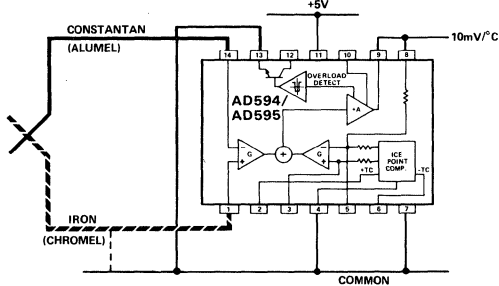 +5V
CONSTANTAN
(ALUMEL)
10mV/°C
14 13 12 11 10 9 8
OVERLOAD
DETECT
AD594/
AD595
+A
G
+
G
- +
- +
ICE
POINT
COMP.
+TC
-TC
IRON
(CHROMEL)
1 2 3 4 5 6 7
COMMON